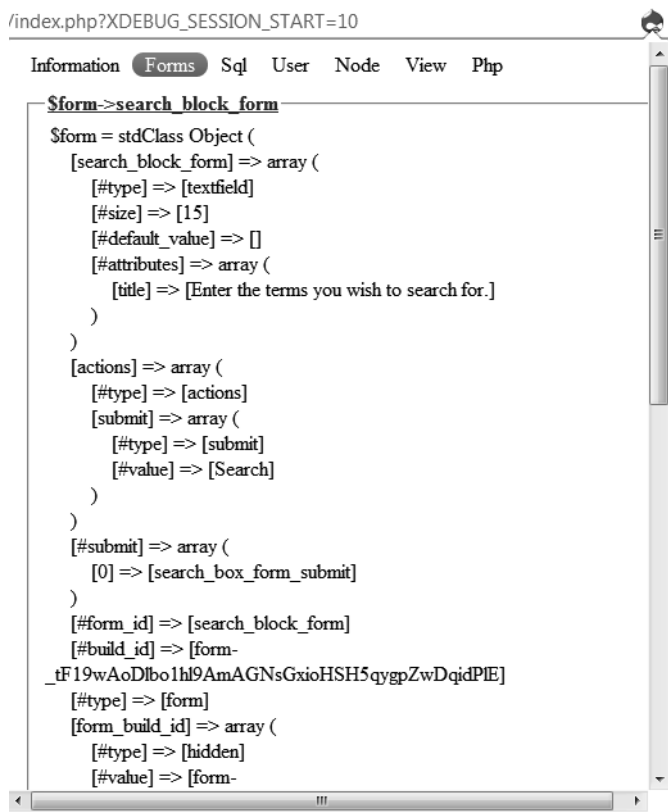 /index.php?XDEBUG_SESSION_START=10
Information Forms Sql User Node View Php
$form->search_block_form
$form = stdClass Object (
[search_block_form] => array (
[#type] => [textfield]
[#size] => [15]
[#default_value] => []
[#attributes] => array (
[title] => [Enter the terms you wish to search for.]
)
)
[actions] => array (
[#type] => [actions]
[submit] => array (
[#type] => [submit]
[#value] => [Search]
)
)
[#submit] => array (
[0] => [search_box_form_submit]
)
[#form_id] => [search_block_form]
[#build_id] => [form-
_tF19wAoDlbo1hl9AmAGNsGxioHSH5qygpZwDqidPlE]
[#type] => [form]
[form_build_id] => array (
[#type] => [hidden]
[#value] => [form-